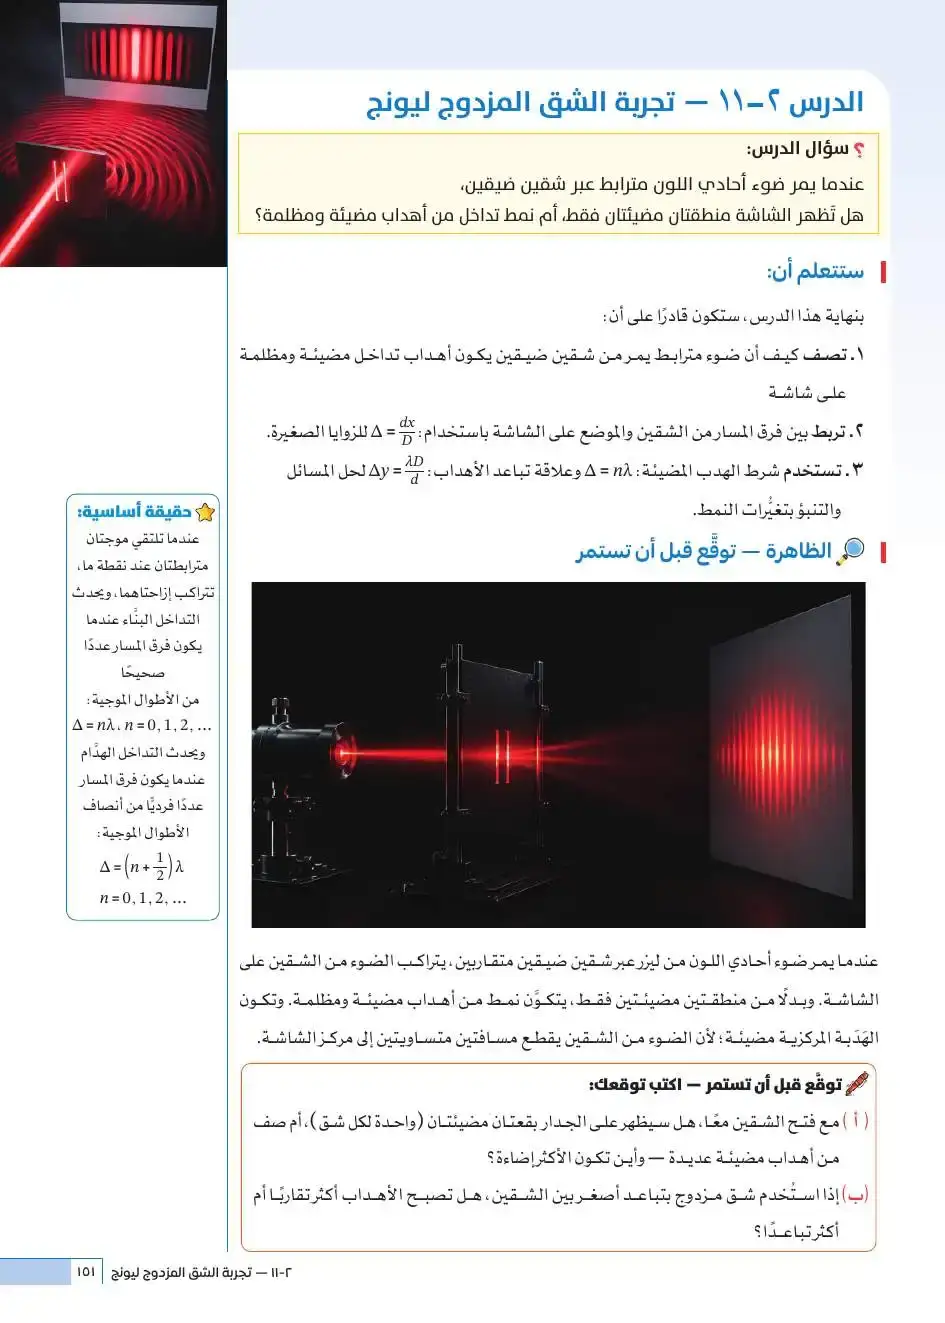 الدرس ٢-١١ — تجربة الشق المزدوج ليونج
؟ سؤال الدرس:
عندما يمر ضوء أحادي اللون مترابط عبر شقين ضيقين،
هل تَظهر الشاشة منطقتان مضيئتان فقط، أم نمط تداخل من أهداب مضيئة ومظلمة؟
ستتعلم أن:
بنهاية هذا الدرس، ستكون قادرًا على أن:
١. تصف كيف أن ضوء مترابط يمر من شقين ضيقين يكون أهداب تداخل مضيئة ومظلمة
على شاشة
٢. تربط بين فرق المسار من الشقين والموضع على الشاشة باستخدام: Δ = dx/D للزوايا الصغيرة.
٣. تستخدم شرط الهدب المضيئة: Δ = nλ وعلاقة تباعد الأهداب: Δy = λD/d لحل المسائل
والتنبؤ بتغيُّرات النمط.
حقيقة أساسية:
عندما تلتقي موجتان
مترابطتان عند نقطة ما،
تتراكب إزاحتاهما، ويحدث
التداخل البنَّاء عندما
يكون فرق المسار عددًا
صحيحًا
من الأطوال الموجية:
Δ = nλ، n = 0, 1, 2, ...
ويحدث التداخل الهدَّام
عندما يكون فرق المسار
عددًا فرديًا من أنصاف
الأطوال الموجية:
Δ = (n + 1/2) λ
n = 0, 1, 2, ...
الظاهرة — توقَّع قبل أن تستمر
عندما يمر ضوء أحادي اللون من ليزر عبر شقين ضيقين متقاربين، يتراكب الضوء من الشقين على
الشاشة. وبدلًا من منطقتين مضيئتين فقط، يتكوَّن نمط من أهداب مضيئة ومظلمة. وتكون
الهَدَبة المركزية مضيئة؛ لأن الضوء من الشقين يقطع مسافتين متساويتين إلى مركز الشاشة.
توقَّع قبل أن تستمر — اكتب توقعك:
(أ) مع فتح الشقين معًا، هل سيظهر على الجدار بقعتان مضيئتان (واحدة لكل شق)، أم صف
من أهداب مضيئة عديدة — وأين تكون الأكثر إضاءة؟
(ب) إذا استُخدم شق مزدوج بتباعد أصغر بين الشقين، هل تصبح الأهداب أكثر تقاربًا أم
أكثر تباعدًا؟
٢-١١ — تجربة الشق المزدوج ليونج
١٥١